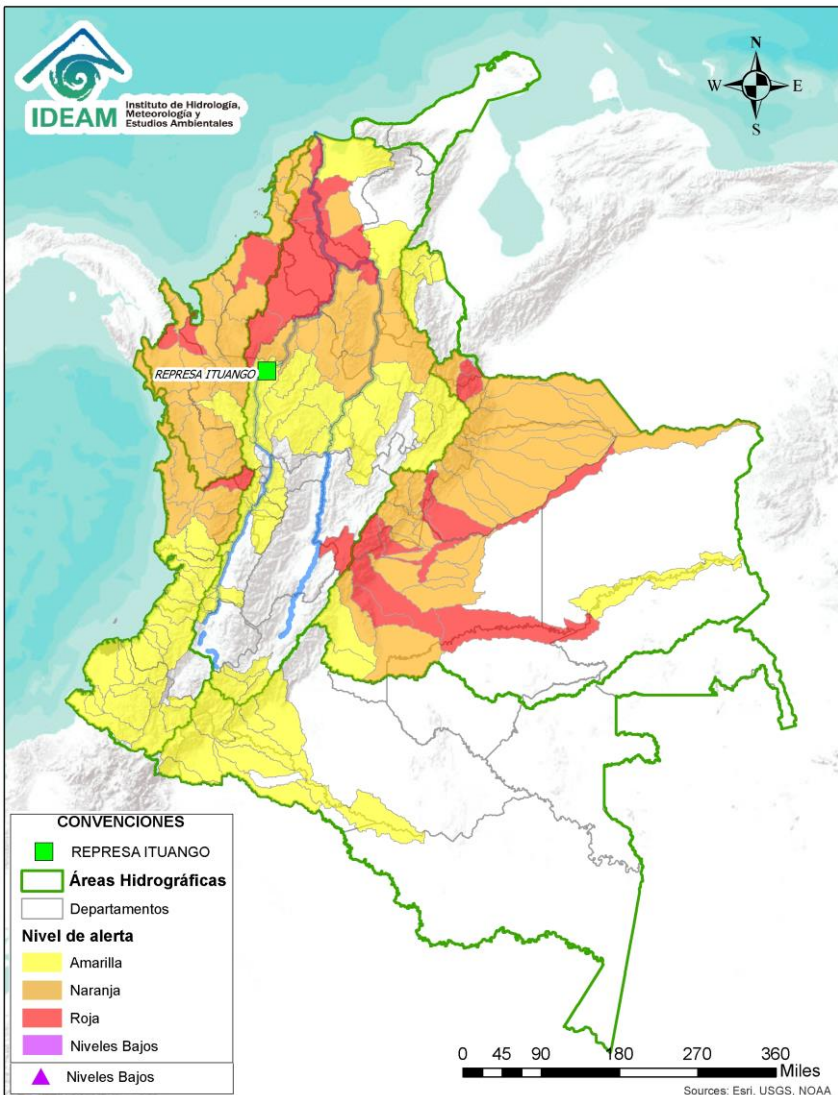 IDEAM
Instituto de Hidrología,
Meteorología y
Estudios Ambientales
N
W
E
S
REPRESA ITUANGO
CONVENCIONES
REPRESA ITUANGO
Áreas Hidrográficas
Departamentos
Nivel de alerta
Amarilla
Naranja
Roja
Niveles Bajos
Niveles Bajos
0 45 90 180 270 360
Miles
Sources: Esri, USGS, NOAA